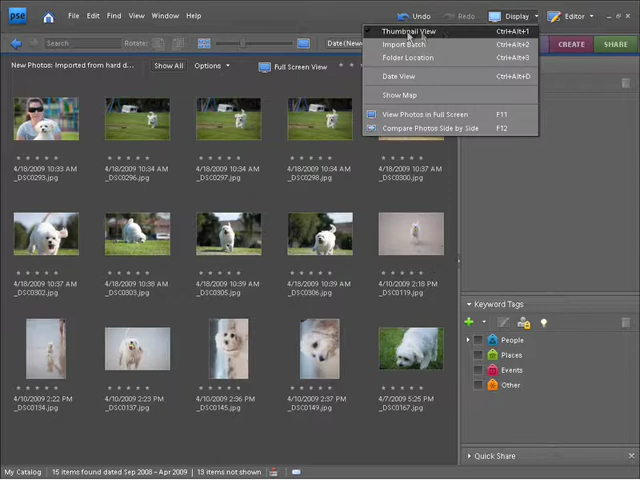 pse File Edit Find View Window Help Undo Redo Display Editor
Date (New
CREATE SHARE
Thumbnail View Ctrl+Alt+1
Import Batch Ctrl+Alt+2
Folder Location Ctrl+Alt+3
Date View Ctrl+Alt+D
Show Map
View Photos in Full Screen F11
Compare Photos Side by Side F12
New Photos: Imported from hard d... Show All Options Full Screen View
4/18/2009 10:33 AM
_DSC0293.jpg
4/18/2009 10:37 AM
_DSC0296.jpg
4/18/2009 10:37 AM
_DSC0297.jpg
4/18/2009 10:37 AM
_DSC0298.jpg
4/18/2009 10:37 AM
_DSC0300.jpg
4/18/2009 10:37 AM
_DSC0302.jpg
4/18/2009 10:38 AM
_DSC0303.jpg
4/18/2009 10:39 AM
_DSC0305.jpg
4/18/2009 10:39 AM
_DSC0306.jpg
4/10/2009 2:10 PM
_DSC0119.jpg
4/10/2009 2:22 PM
_DSC0134.jpg
4/10/2009 2:23 PM
_DSC0137.jpg
4/10/2009 2:36 PM
_DSC0145.jpg
4/10/2009 2:37 PM
_DSC0149.jpg
4/7/2009 5:25 PM
_DSC0167.jpg
Keyword Tags
People
Places
Events
Other
Quick Share
My Catalog 15 items found dated Sep 2008 - Apr 2009 13 items not shown